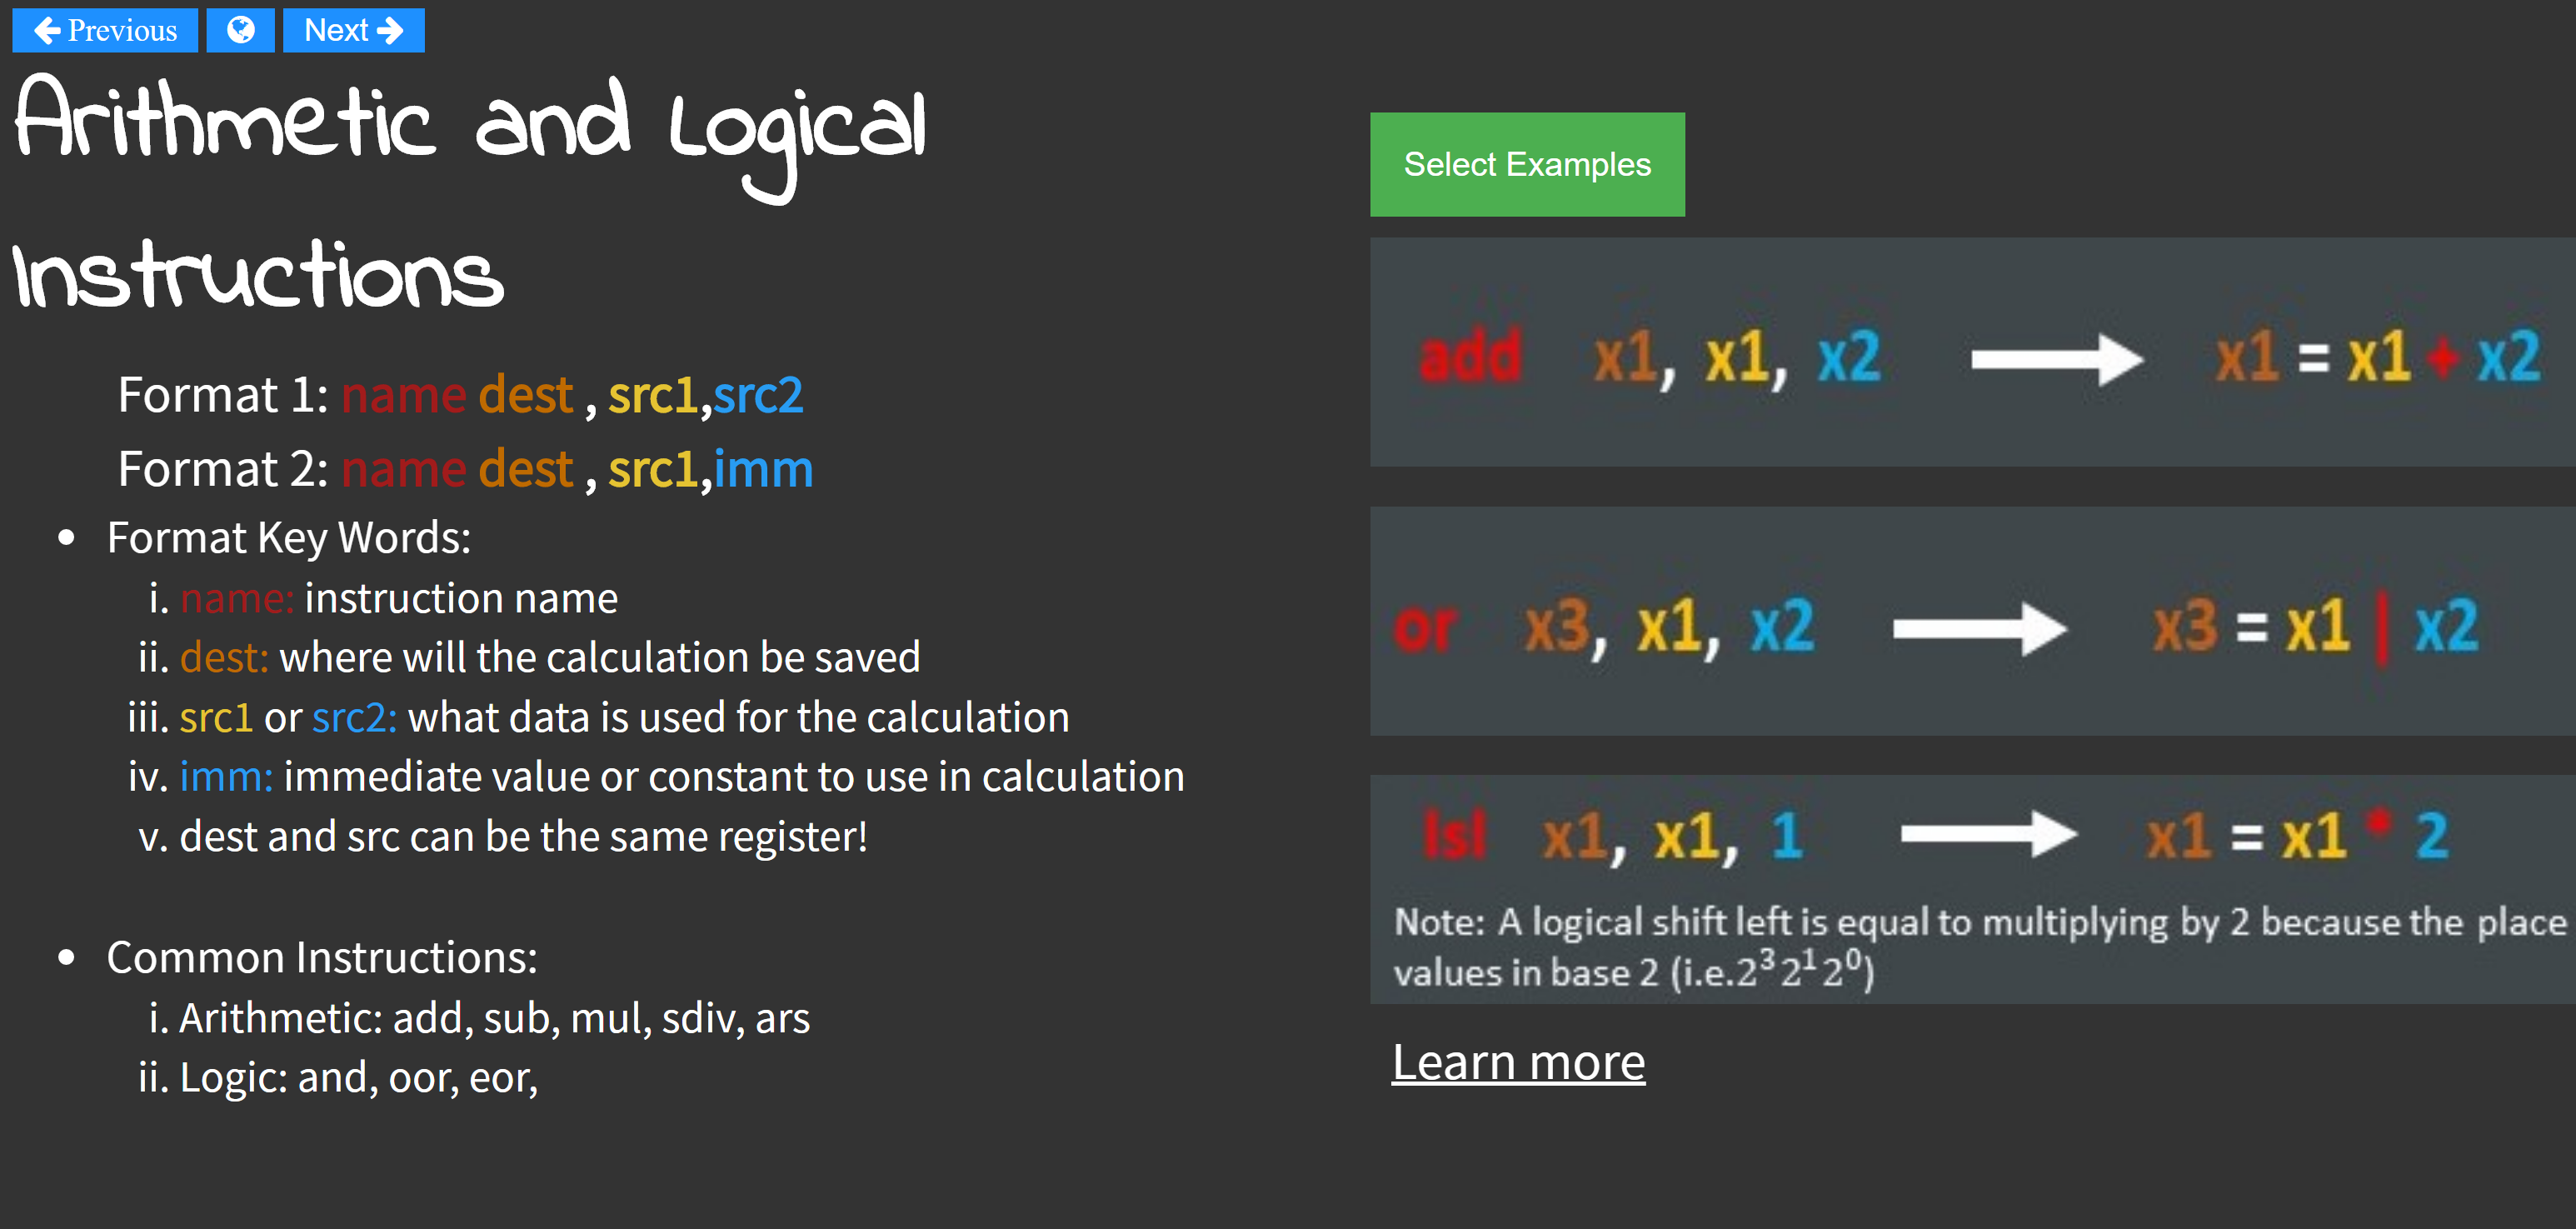 Previous Next
Arithmetic and Logical
Instructions
Format 1: name dest , src1,src2
Format 2: name dest , src1,imm
• Format Key Words:
i. name: instruction name
ii. dest: where will the calculation be saved
iii. src1 or src2: what data is used for the calculation
iv. imm: immediate value or constant to use in calculation
v. dest and src can be the same register!
• Common Instructions:
i. Arithmetic: add, sub, mul, sdiv, ars
ii. Logic: and, oor, eor,
Select Examples
add x1, x1, x2 x1 = x1 + x2
or x3, x1, x2 x3 = x1 | x2
lsl x1, x1, 1 x1 = x1 * 2
Note: A logical shift left is equal to multiplying by 2 because the place
values in base 2 (i.e.2³2¹2⁰)
Learn more